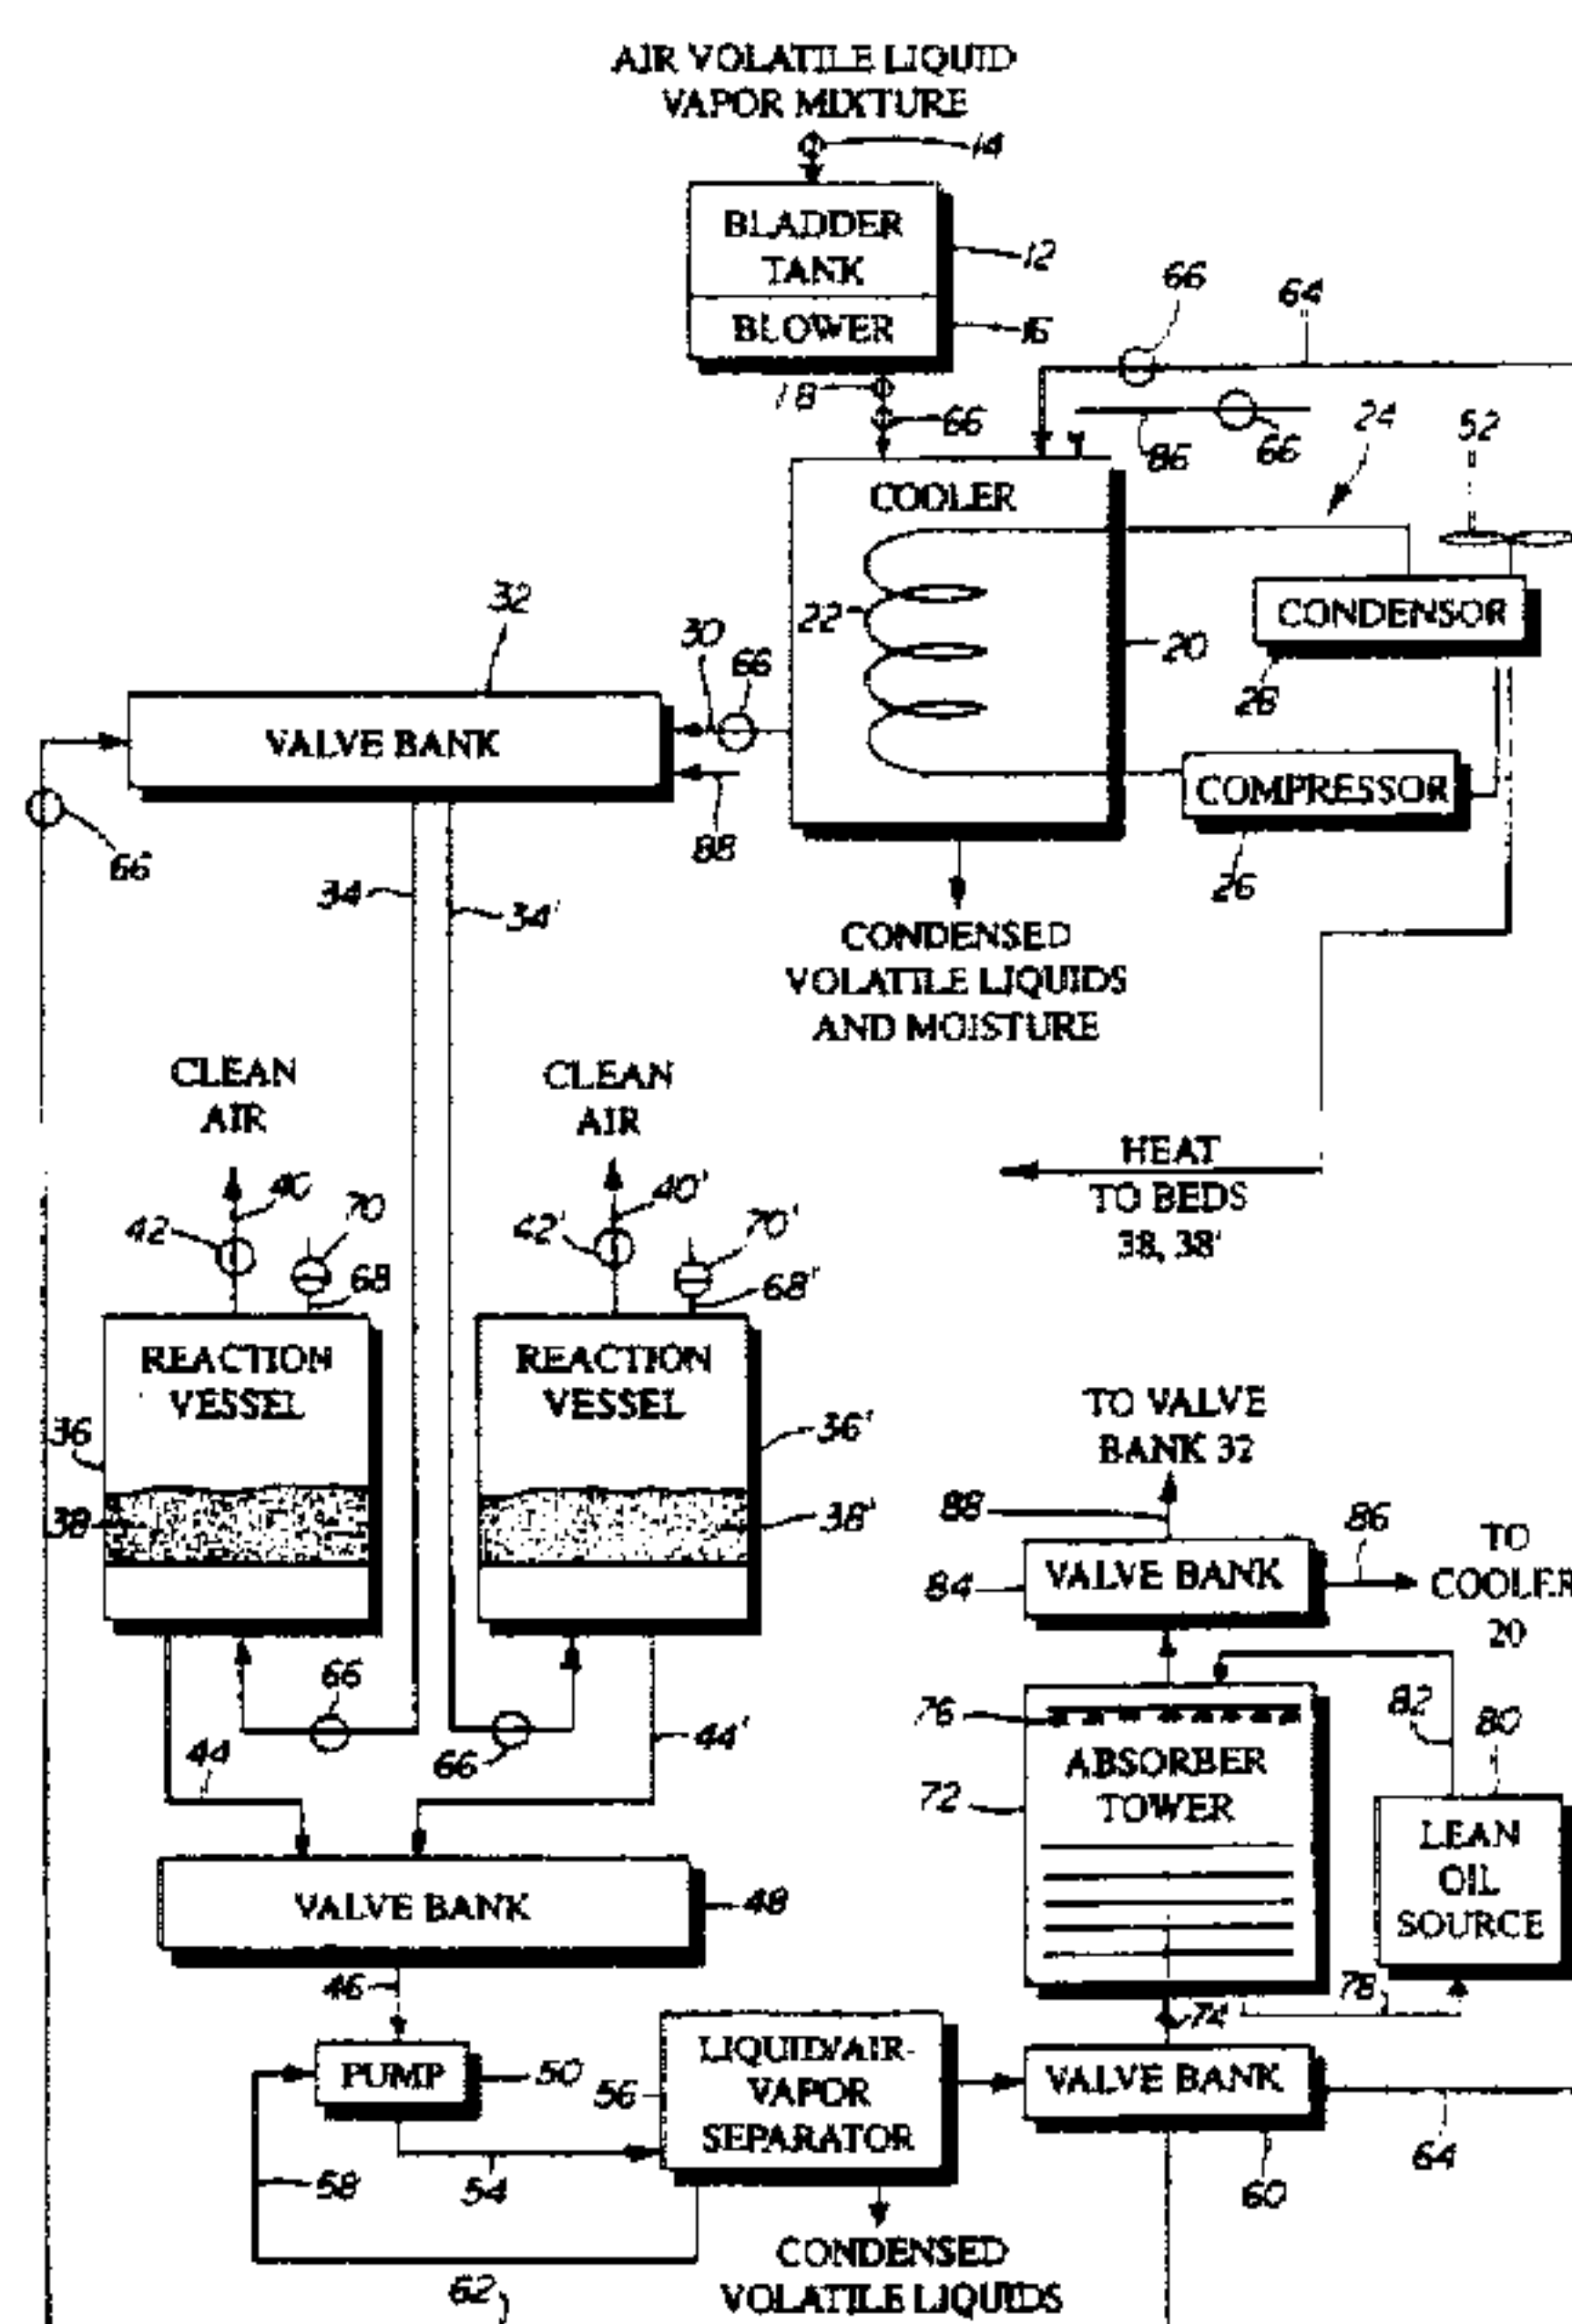 AIR VOLATILE LIQUID
VAPOR MIXTURE
14
BLADDER
TANK
12
BLOWER
16
66
64
18
66
86
66
24
52
COOLER
22
20
CONDENSOR
28
COMPRESSOR
26
32
30
66
VALVE BANK
88
66
34
34'
CONDENSED
VOLATILE LIQUIDS
AND MOISTURE
CLEAN
AIR
CLEAN
AIR
HEAT
TO BEDS
38, 38'
40
70
42
68
40'
70'
42'
68'
REACTION
VESSEL
REACTION
VESSEL
36
36'
38
38'
TO VALVE
BANK 32
88
86
TO
COOLER
20
84
VALVE BANK
66
66
44
44'
76
82
80
ABSORBER
TOWER
72
LEAN
OIL
SOURCE
VALVE BANK
48
46
78
74
PUMP
50
56
LIQUID/AIR-
VAPOR
SEPARATOR
VALVE BANK
58
54
64
60
CONDENSED
VOLATILE LIQUIDS
62